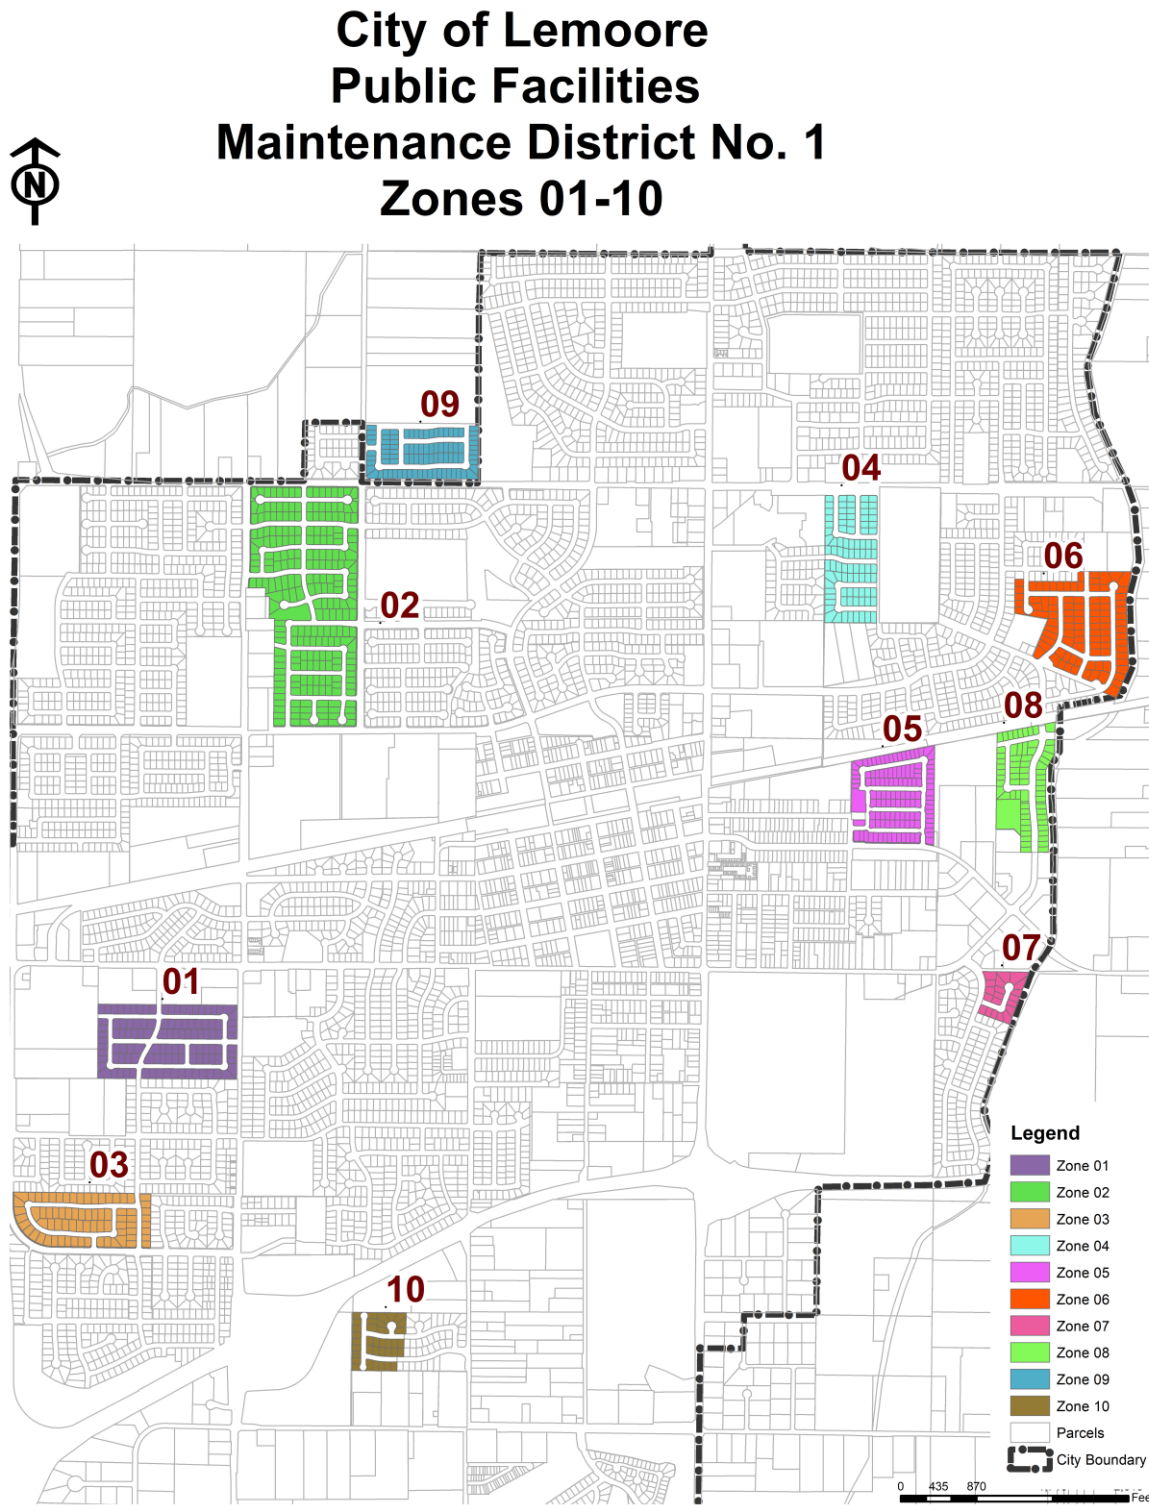 City of Lemoore
Public Facilities
Maintenance District No. 1
Zones 01-10
N
09
04
06
02
08
05
07
01
03
10
Legend
Zone 01
Zone 02
Zone 03
Zone 04
Zone 05
Zone 06
Zone 07
Zone 08
Zone 09
Zone 10
Parcels
City Boundary
0 435 870
Fee